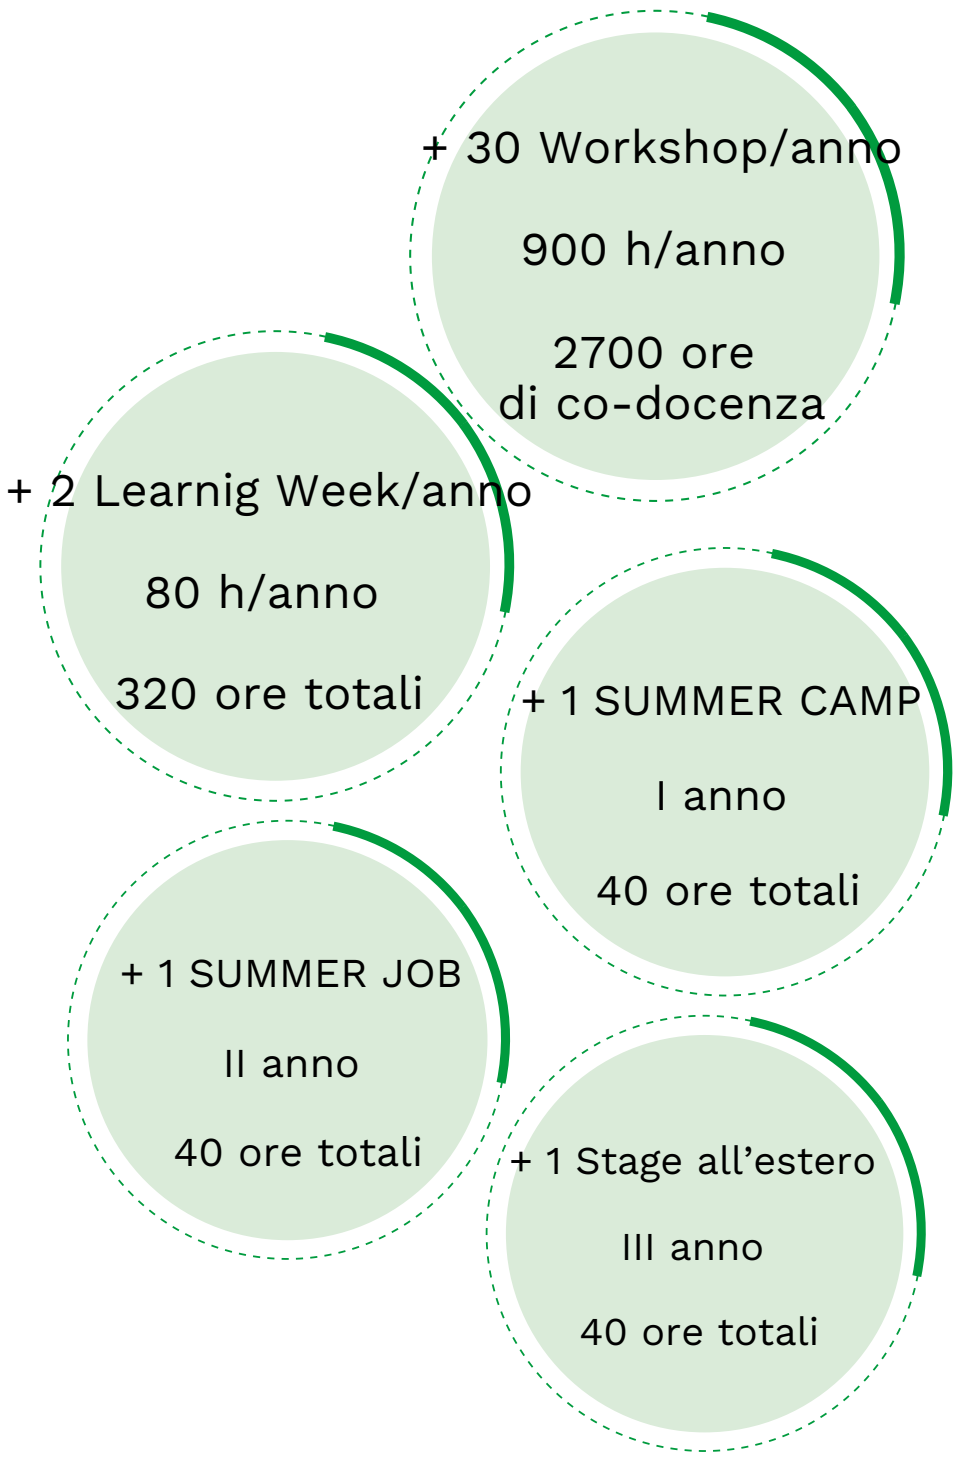 + 30 Workshop/anno
900 h/anno
2700 ore
di co-docenza
+ 2 Learnig Week/anno
80 h/anno
320 ore totali
+ 1 SUMMER CAMP
I anno
40 ore totali
+ 1 SUMMER JOB
II anno
40 ore totali
+ 1 Stage all’estero
III anno
40 ore totali